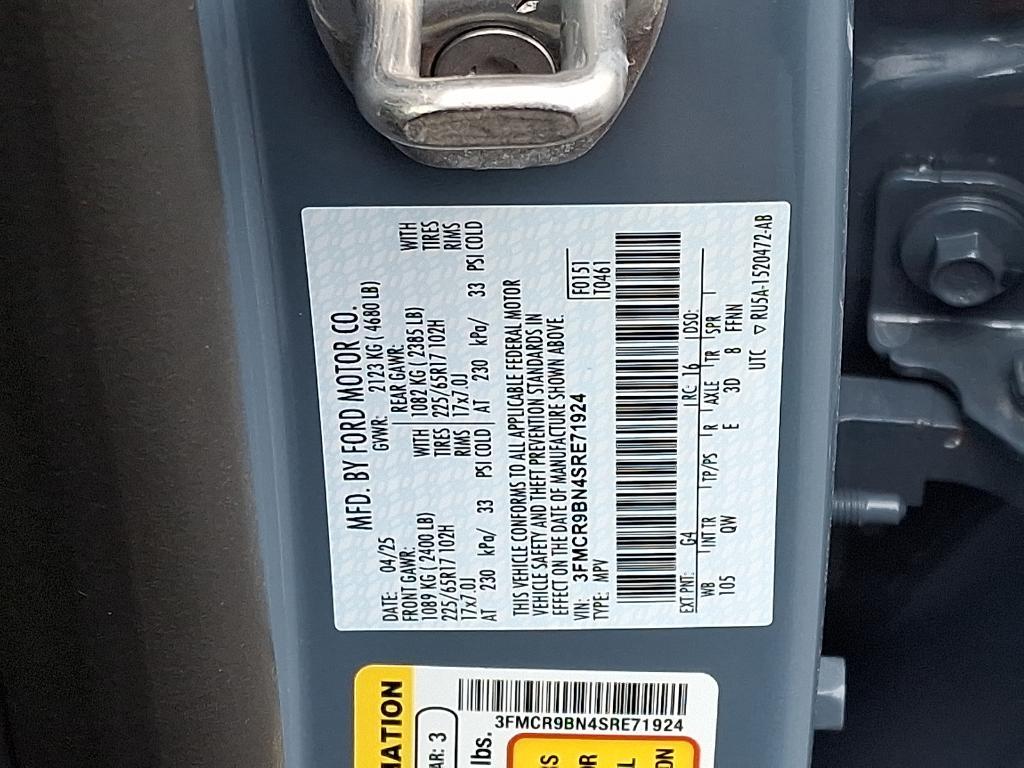 MFD. BY FORD MOTOR CO.
DATE: 04/25 GVWR: 2123 KG ( 4680 LB)
FRONT GAWR: REAR GAWR:
1089 KG ( 2400 LB) WITH 1082 KG ( 2385 LB) WITH
225/65R17 102H TIRES 225/65R17 102H TIRES
17x7.0J RIMS 17x7.0J RIMS
AT 230 kPa/ 33 PSI COLD AT 230 kPa/ 33 PSI COLD
THIS VEHICLE CONFORMS TO ALL APPLICABLE FEDERAL MOTOR
VEHICLE SAFETY AND THEFT PREVENTION STANDARDS IN
EFFECT ON THE DATE OF MANUFACTURE SHOWN ABOVE.
VIN: 3FMCR9BN4SRE71924 F0151
TYPE: MPV T0461
EXT PNT: G4 RC: 16 DSO:
WB INT TR TP/PS R AXLE TR SPR
105 QW E 3D 8 FFNN
UTC ▽ RU5A-1520472-AB
MATION
AR: 3
3FMCR9BN4SRE71924
lbs.